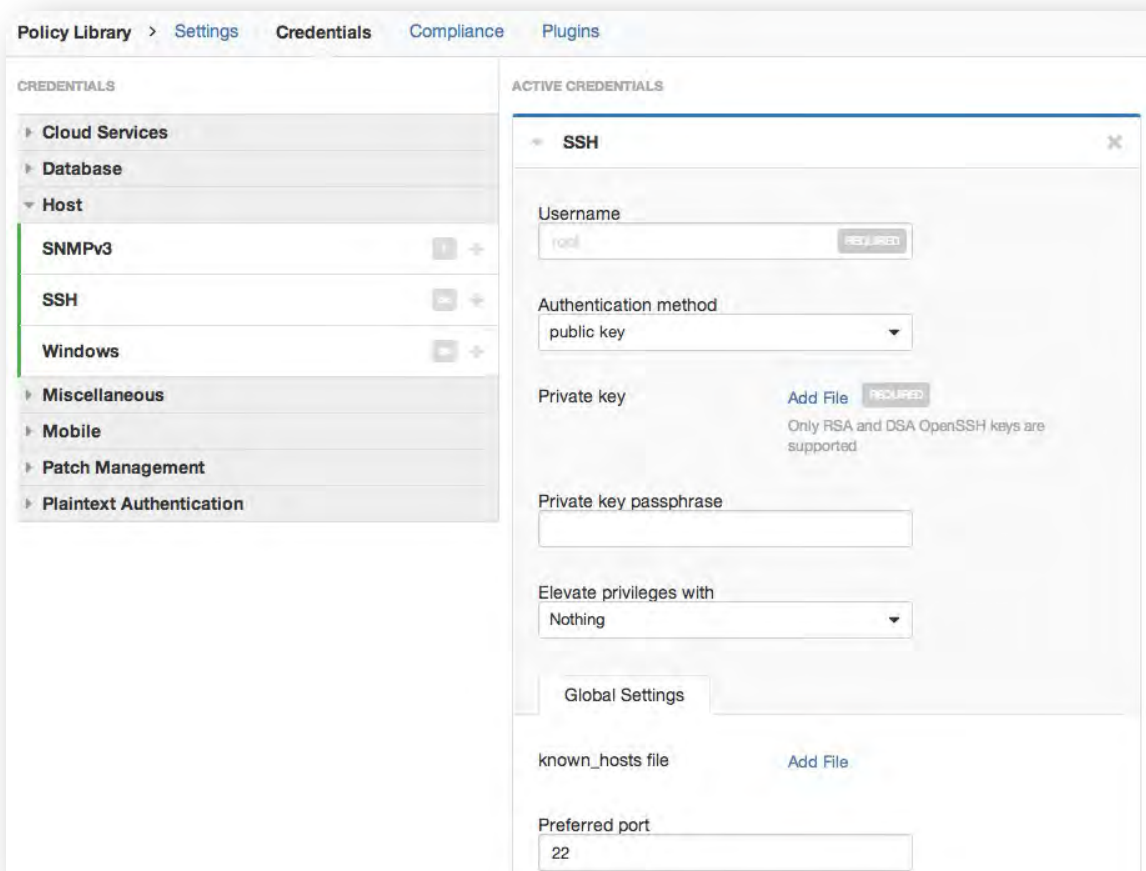 Policy Library > Settings Credentials Compliance Plugins
CREDENTIALS
Cloud Services
Database
Host
SNMPv3
1
SSH
Windows
Miscellaneous
Mobile
Patch Management
Plaintext Authentication
ACTIVE CREDENTIALS
SSH
Username
root REQUIRED
Authentication method
public key
Private key Add File REQUIRED
Only RSA and DSA OpenSSH keys are
supported
Private key passphrase
Elevate privileges with
Nothing
Global Settings
known_hosts file Add File
Preferred port
22